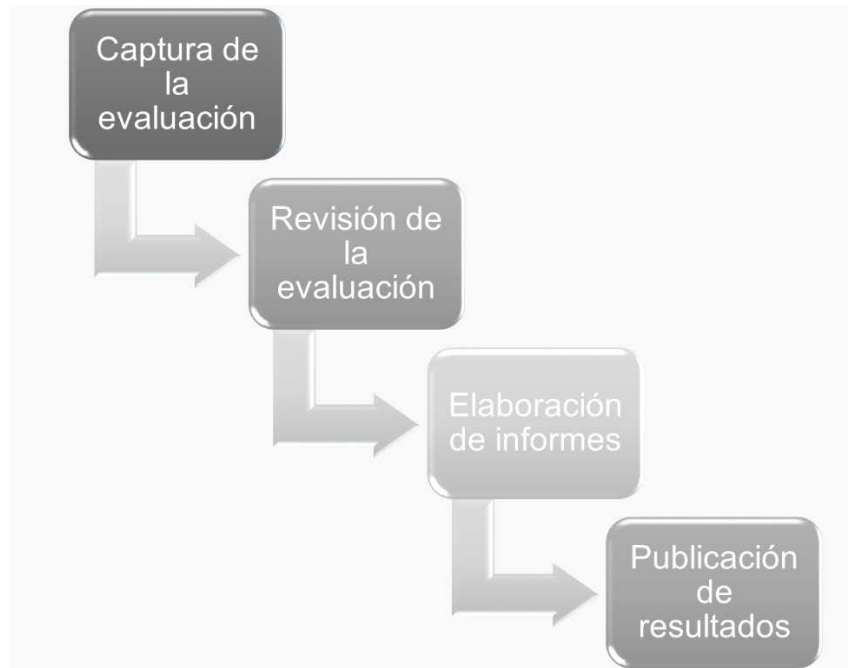 Captura de
la
evaluación
Revisión de
la
evaluación
Elaboración
de informes
Publicación
de
resultados